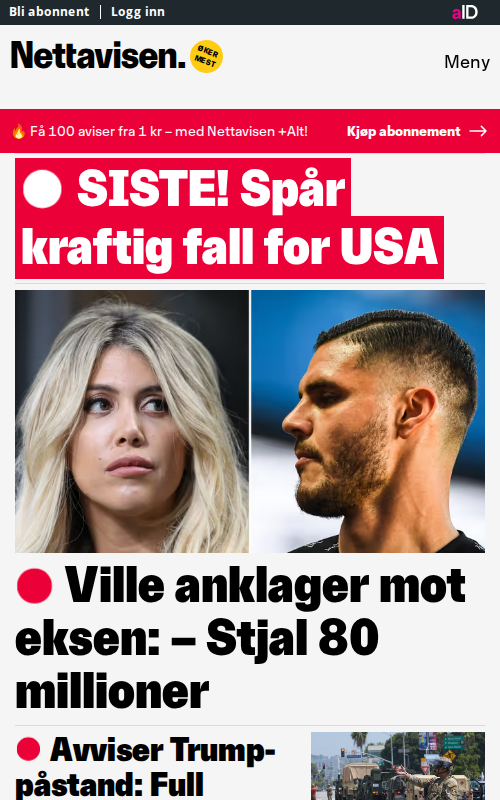 Bli abonnent
Logg inn
aID
Nettavisen.
ØKER
MEST
Meny
🔥 Få 100 aviser fra 1 kr – med Nettavisen +Alt!
Kjøp abonnement →
SISTE! Spår
kraftig fall for USA
Ville anklager mot
eksen: – Stjal 80
millioner
Avviser Trump-
påstand: Full